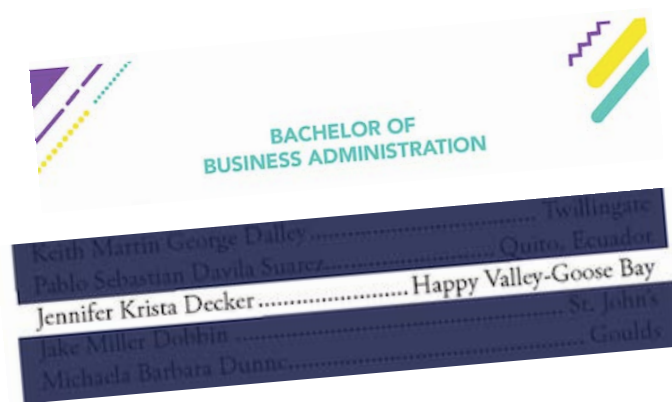 BACHELOR OF
BUSINESS ADMINISTRATION
Keith Martin George Dalley.................................... Twillingate
Pablo Sebastian Davila Suarez........................... Quito, Ecuador
Jennifer Krista Decker........................ Happy Valley-Goose Bay
Jake Miller Dobbin .................................................... St. John's
Michaela Barbara Dunne............................................... Goulds